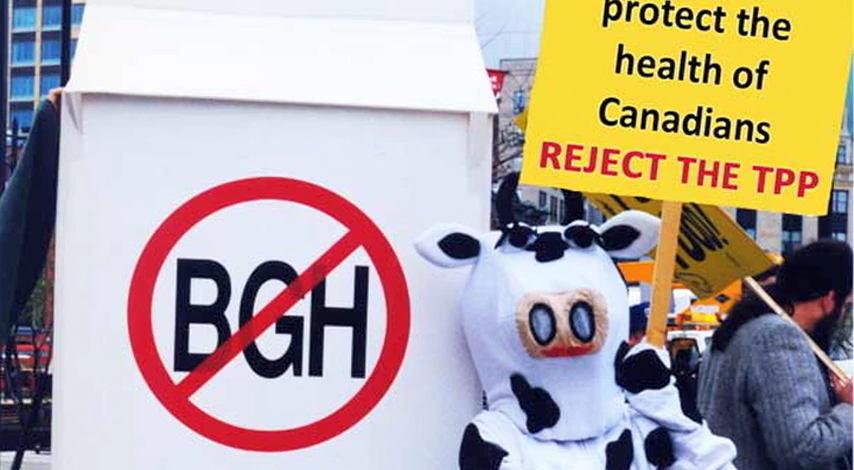 protect the
health of
Canadians
REJECT THE TPP
BGH